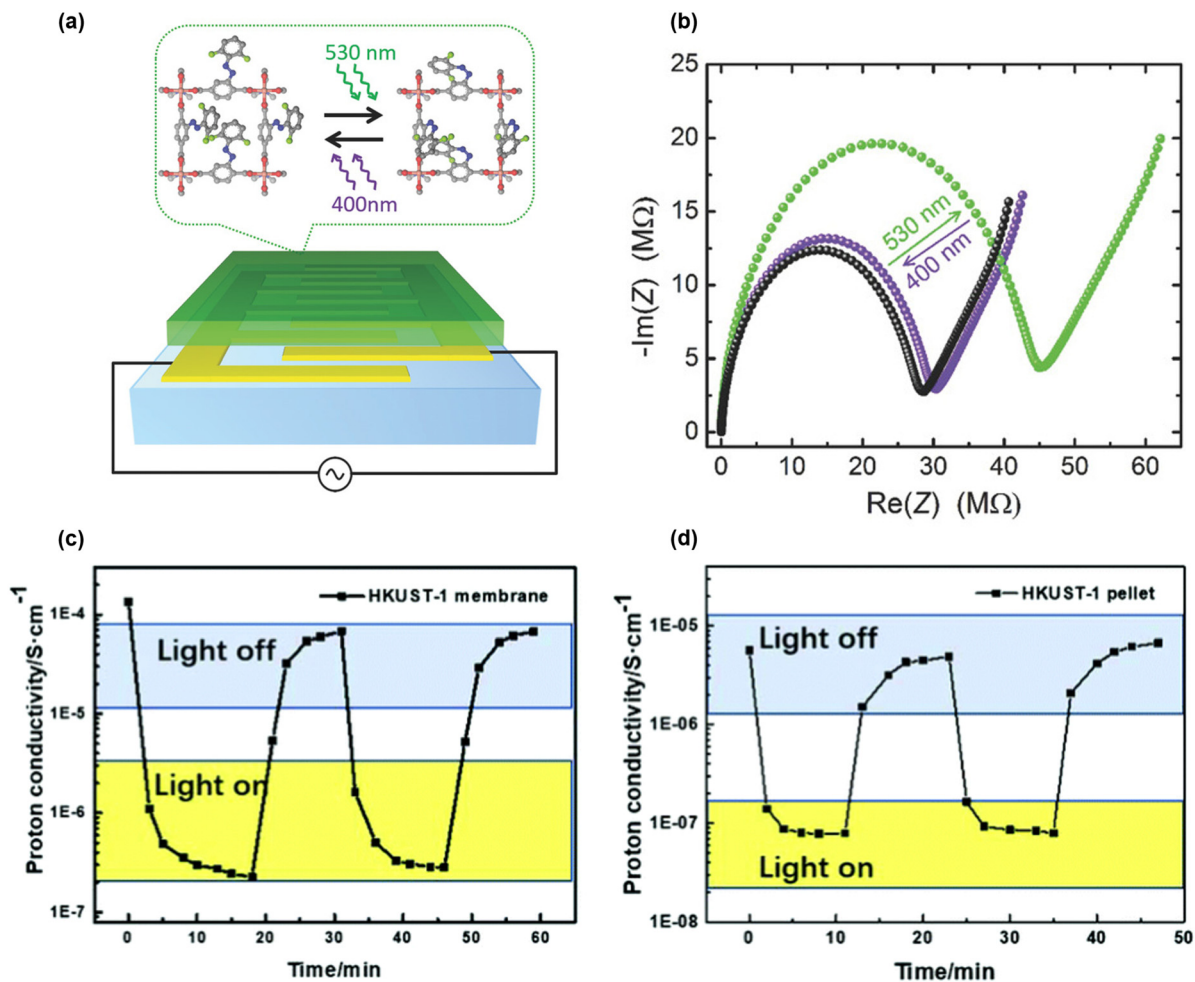 (a)
530 nm
400nm
(b)
25
20
15
10
5
0
-Im(Z) (MΩ)
530 nm
400 nm
0 10 20 30 40 50 60
Re(Z) (MΩ)
(c)
1E-4
1E-5
1E-6
1E-7
Proton conductivity/S·cm⁻¹
HKUST-1 membrane
Light off
Light on
0 10 20 30 40 50 60
Time/min
(d)
1E-05
1E-06
1E-07
1E-08
Proton conductivity/S·cm⁻¹
HKUST-1 pellet
Light off
Light on
0 10 20 30 40 50
Time/min